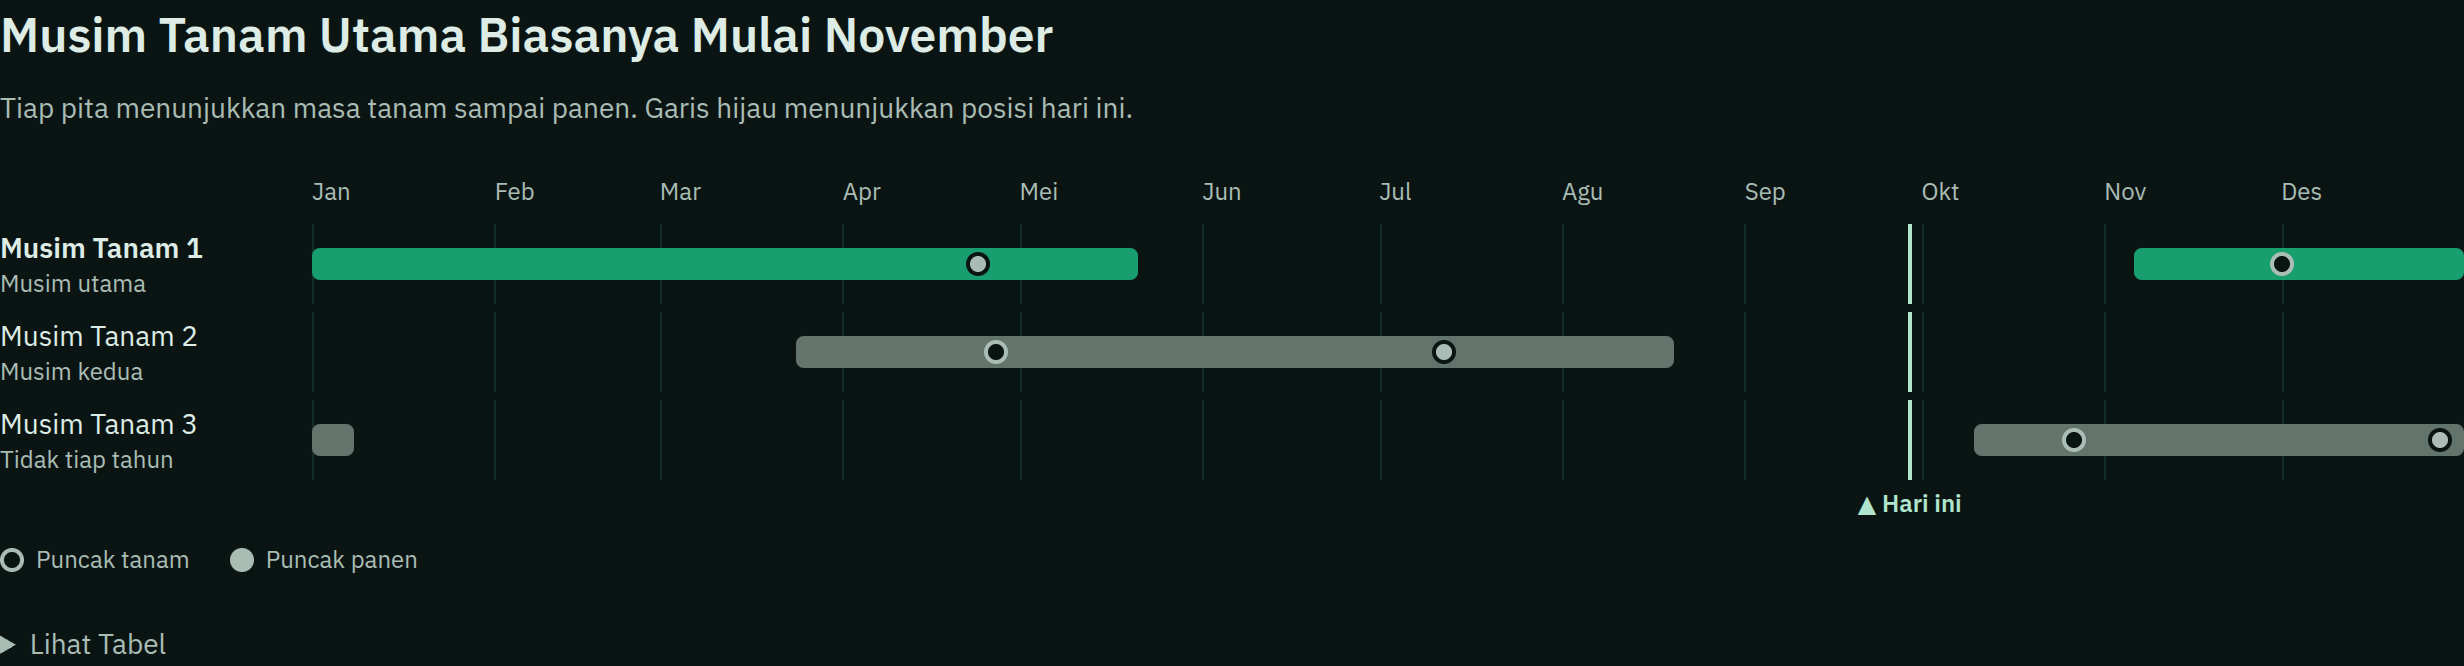 Musim Tanam Utama Biasanya Mulai November
Tiap pita menunjukkan masa tanam sampai panen. Garis hijau menunjukkan posisi hari ini.
Jan Feb Mar Apr Mei Jun Jul Agu Sep Okt Nov Des
Musim Tanam 1
Musim utama
Musim Tanam 2
Musim kedua
Musim Tanam 3
Tidak tiap tahun
▲ Hari ini
Puncak tanam Puncak panen
▶ Lihat Tabel